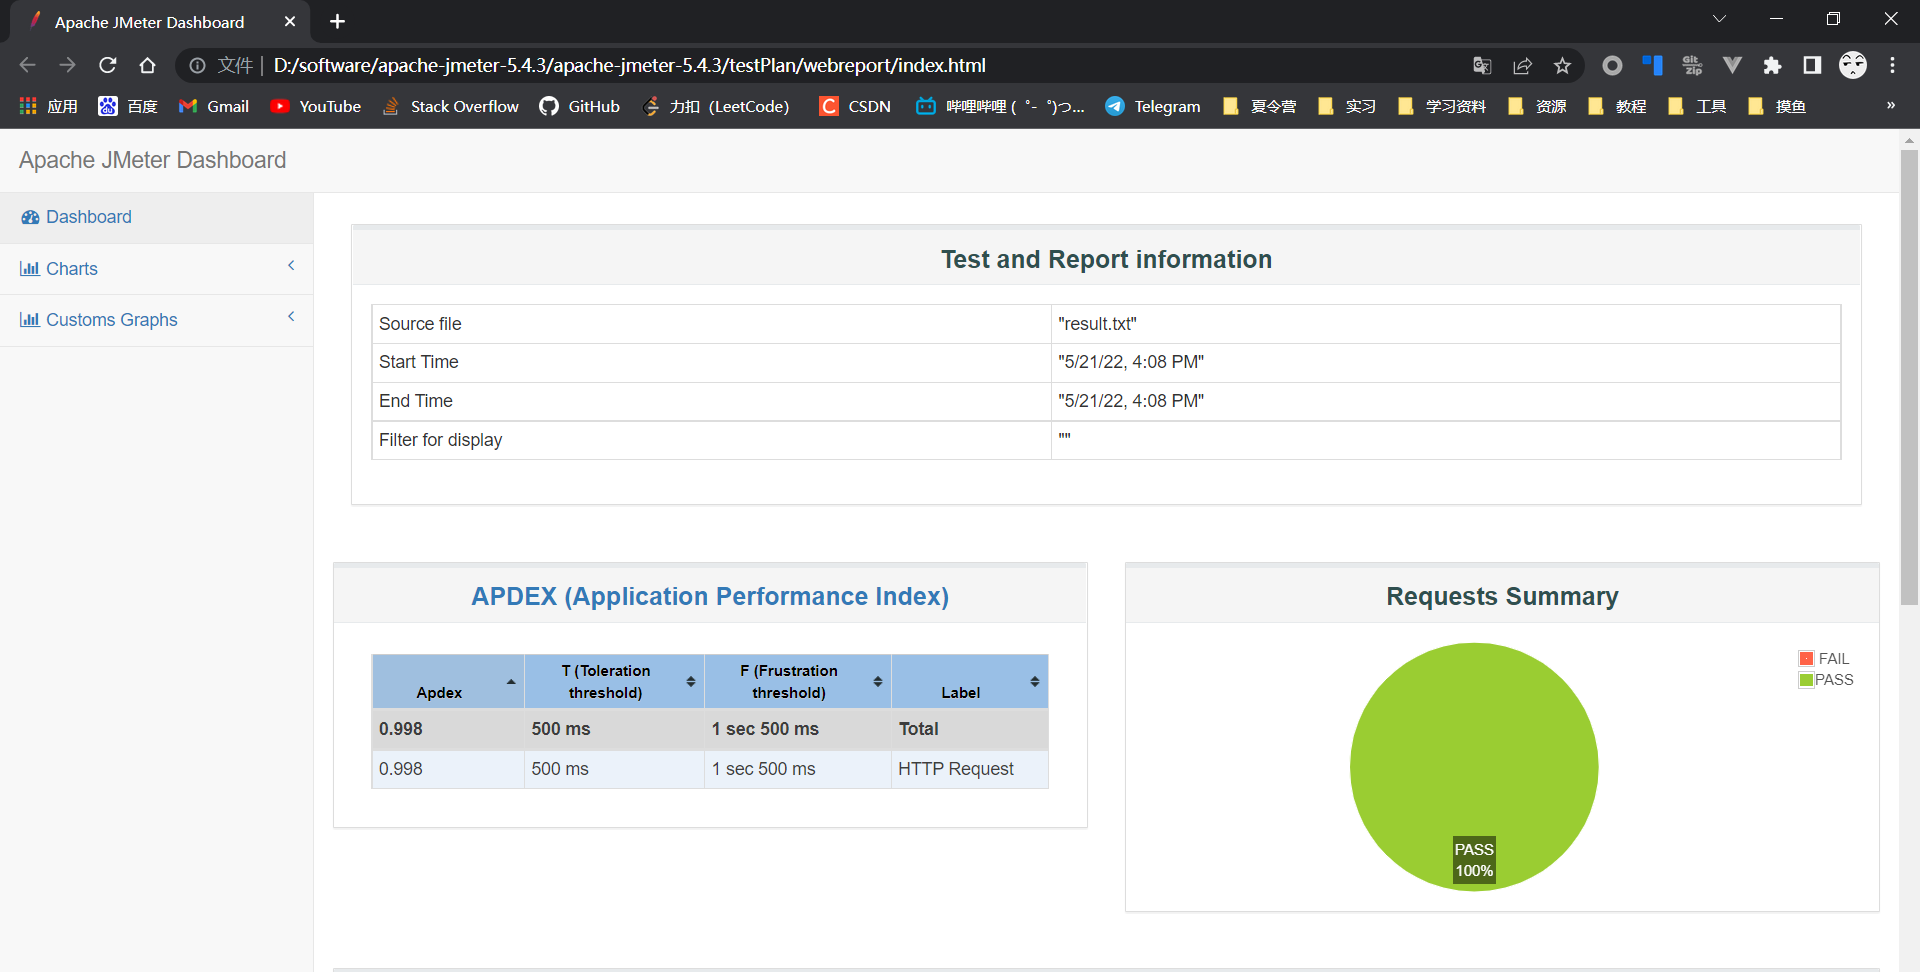 Apache JMeter Dashboard
文件 | D:/software/apache-jmeter-5.4.3/apache-jmeter-5.4.3/testPlan/webreport/index.html
Git Zip
应用 百度 Gmail YouTube Stack Overflow GitHub 力扣 (LeetCode) CSDN 哔哩哔哩 ( ゜- ゜)つ... Telegram 夏令营 实习 学习资料 资源 教程 工具 摸鱼 »
Apache JMeter Dashboard
Dashboard
Charts
Customs Graphs
Test and Report information
Source file "result.txt"
Start Time "5/21/22, 4:08 PM"
End Time "5/21/22, 4:08 PM"
Filter for display ""
APDEX (Application Performance Index)
Apdex T (Toleration threshold) F (Frustration threshold) Label
0.998 500 ms 1 sec 500 ms Total
0.998 500 ms 1 sec 500 ms HTTP Request
Requests Summary
FAIL
PASS
PASS
100%